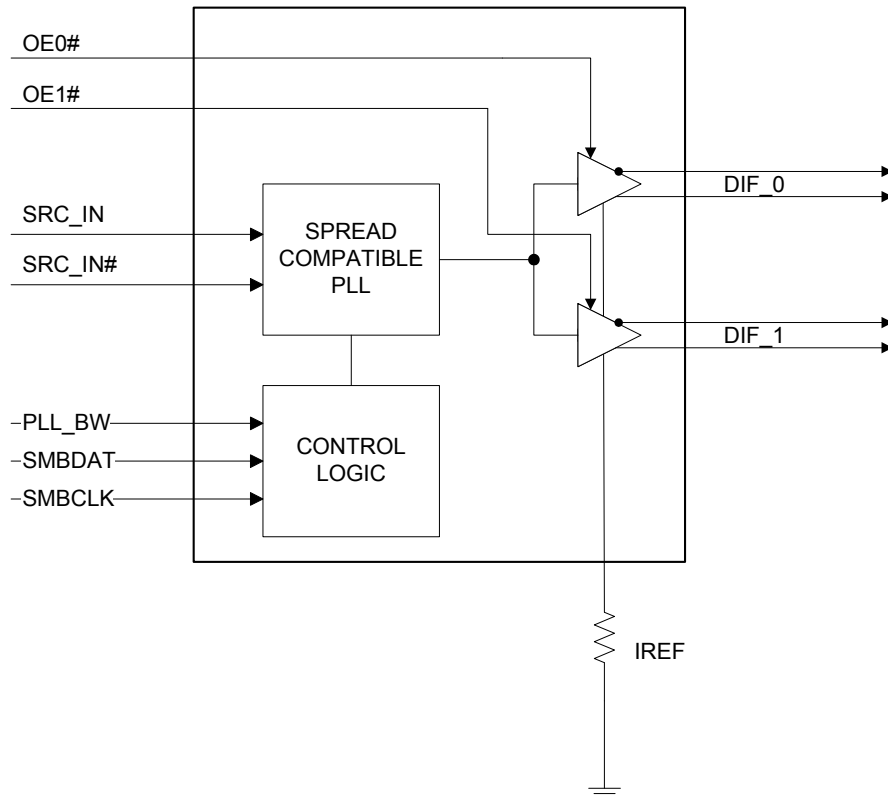 OE0#
OE1#
SRC_IN
SRC_IN#
SPREAD
COMPATIBLE
PLL
DIF_0
DIF_1
PLL_BW
SMBDAT
SMBCLK
CONTROL
LOGIC
IREF